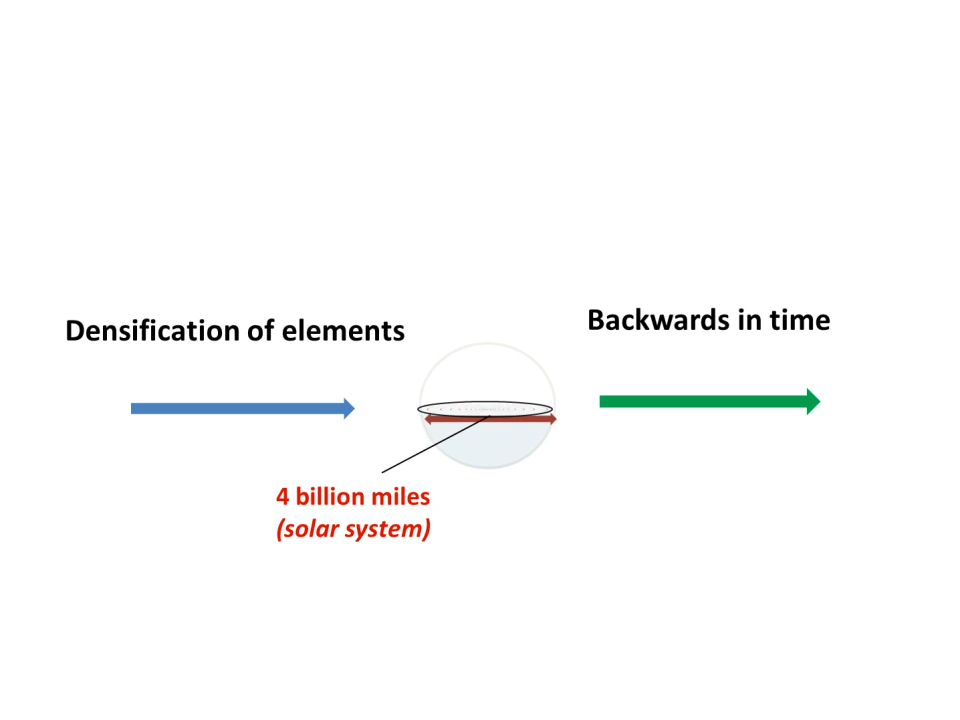 Backwards in time
Densification of elements
4 billion miles
(solar system)